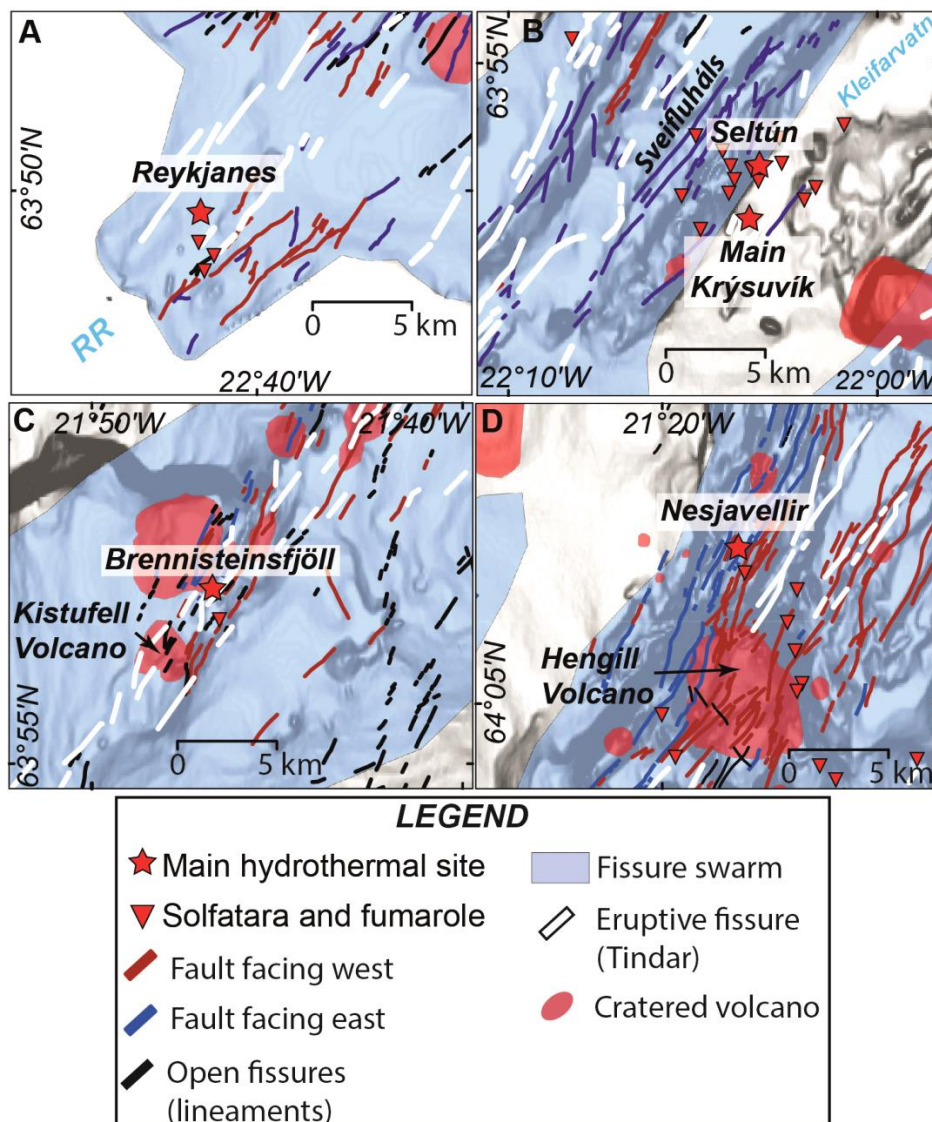 A
63°50'N
Reykjanes
RR
0 5 km
22°40'W
B
63°55'N
Kleifarvatn
Sveifluháls
Seltún
Main
Krýsuvík
0 5 km
22°10'W
22°00'W
C
21°50'W
21°40'W
Brennisteinsfjöll
Kistufell
Volcano
63°55'N
0 5 km
D
21°20'W
Nesjavellir
Hengill
Volcano
64°05'N
0 5 km
LEGEND
Main hydrothermal site
Solfatara and fumarole
Fault facing west
Fault facing east
Open fissures
(lineaments)
Fissure swarm
Eruptive fissure
(Tindar)
Cratered volcano